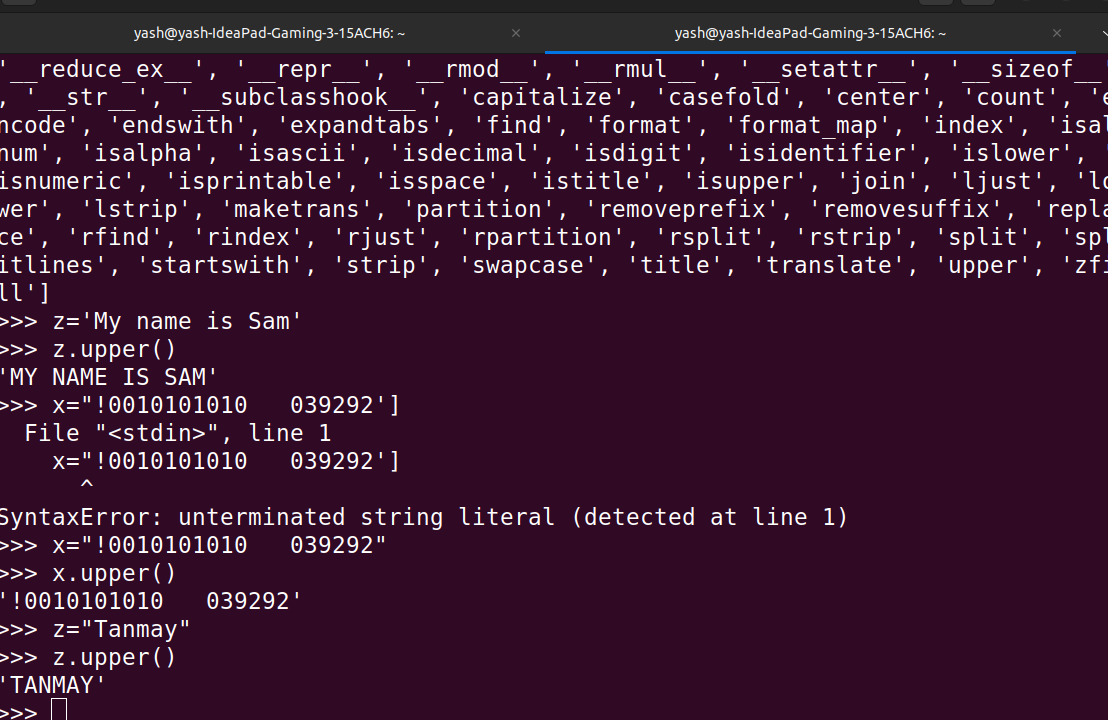 yash@yash-IdeaPad-Gaming-3-15ACH6: ~ × yash@yash-IdeaPad-Gaming-3-15ACH6: ~ ×
'__reduce_ex__', '__repr__', '__rmod__', '__rmul__', '__setattr__', '__sizeof__'
, '__str__', '__subclasshook__', 'capitalize', 'casefold', 'center', 'count', 'e
ncode', 'endswith', 'expandtabs', 'find', 'format', 'format_map', 'index', 'isal
num', 'isalpha', 'isascii', 'isdecimal', 'isdigit', 'isidentifier', 'islower', '
isnumeric', 'isprintable', 'isspace', 'istitle', 'isupper', 'join', 'ljust', 'lo
wer', 'lstrip', 'maketrans', 'partition', 'removeprefix', 'removesuffix', 'repla
ce', 'rfind', 'rindex', 'rjust', 'rpartition', 'rsplit', 'rstrip', 'split', 'spl
itlines', 'startswith', 'strip', 'swapcase', 'title', 'translate', 'upper', 'zfi
ll']
>>> z='My name is Sam'
>>> z.upper()
'MY NAME IS SAM'
>>> x="!0010101010   039292']
  File "<stdin>", line 1
    x="!0010101010   039292']
      ^
SyntaxError: unterminated string literal (detected at line 1)
>>> x="!0010101010   039292"
>>> x.upper()
'!0010101010   039292'
>>> z="Tanmay"
>>> z.upper()
'TANMAY'
>>>